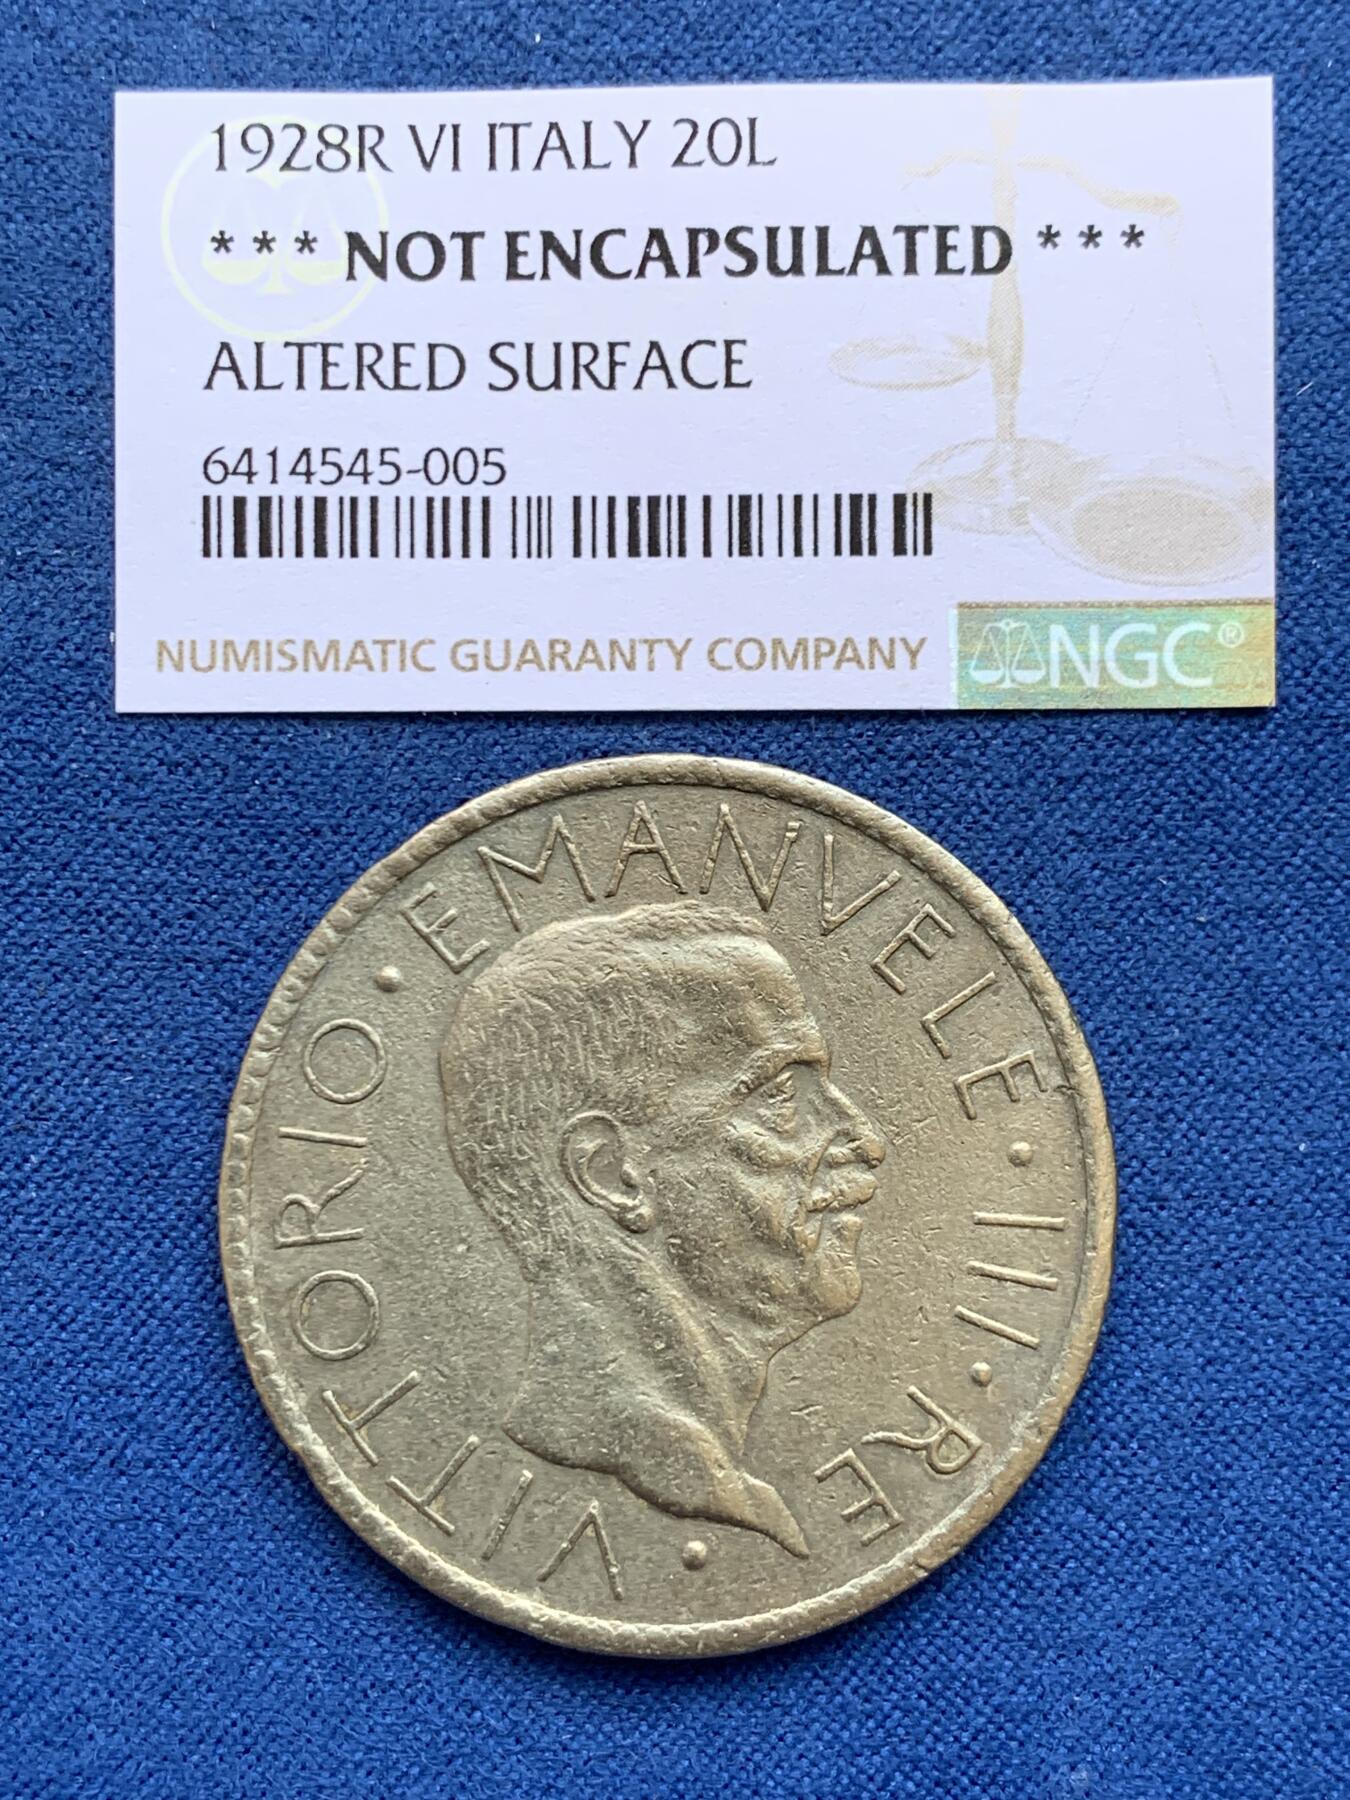 1928R VI ITALY 20L
* * * NOT ENCAPSULATED * * *
ALTERED SURFACE
6414545-005
NUMISMATIC GUARANTY COMPANY
NGC®
VITTORIO • EMANVELE • III • RE •